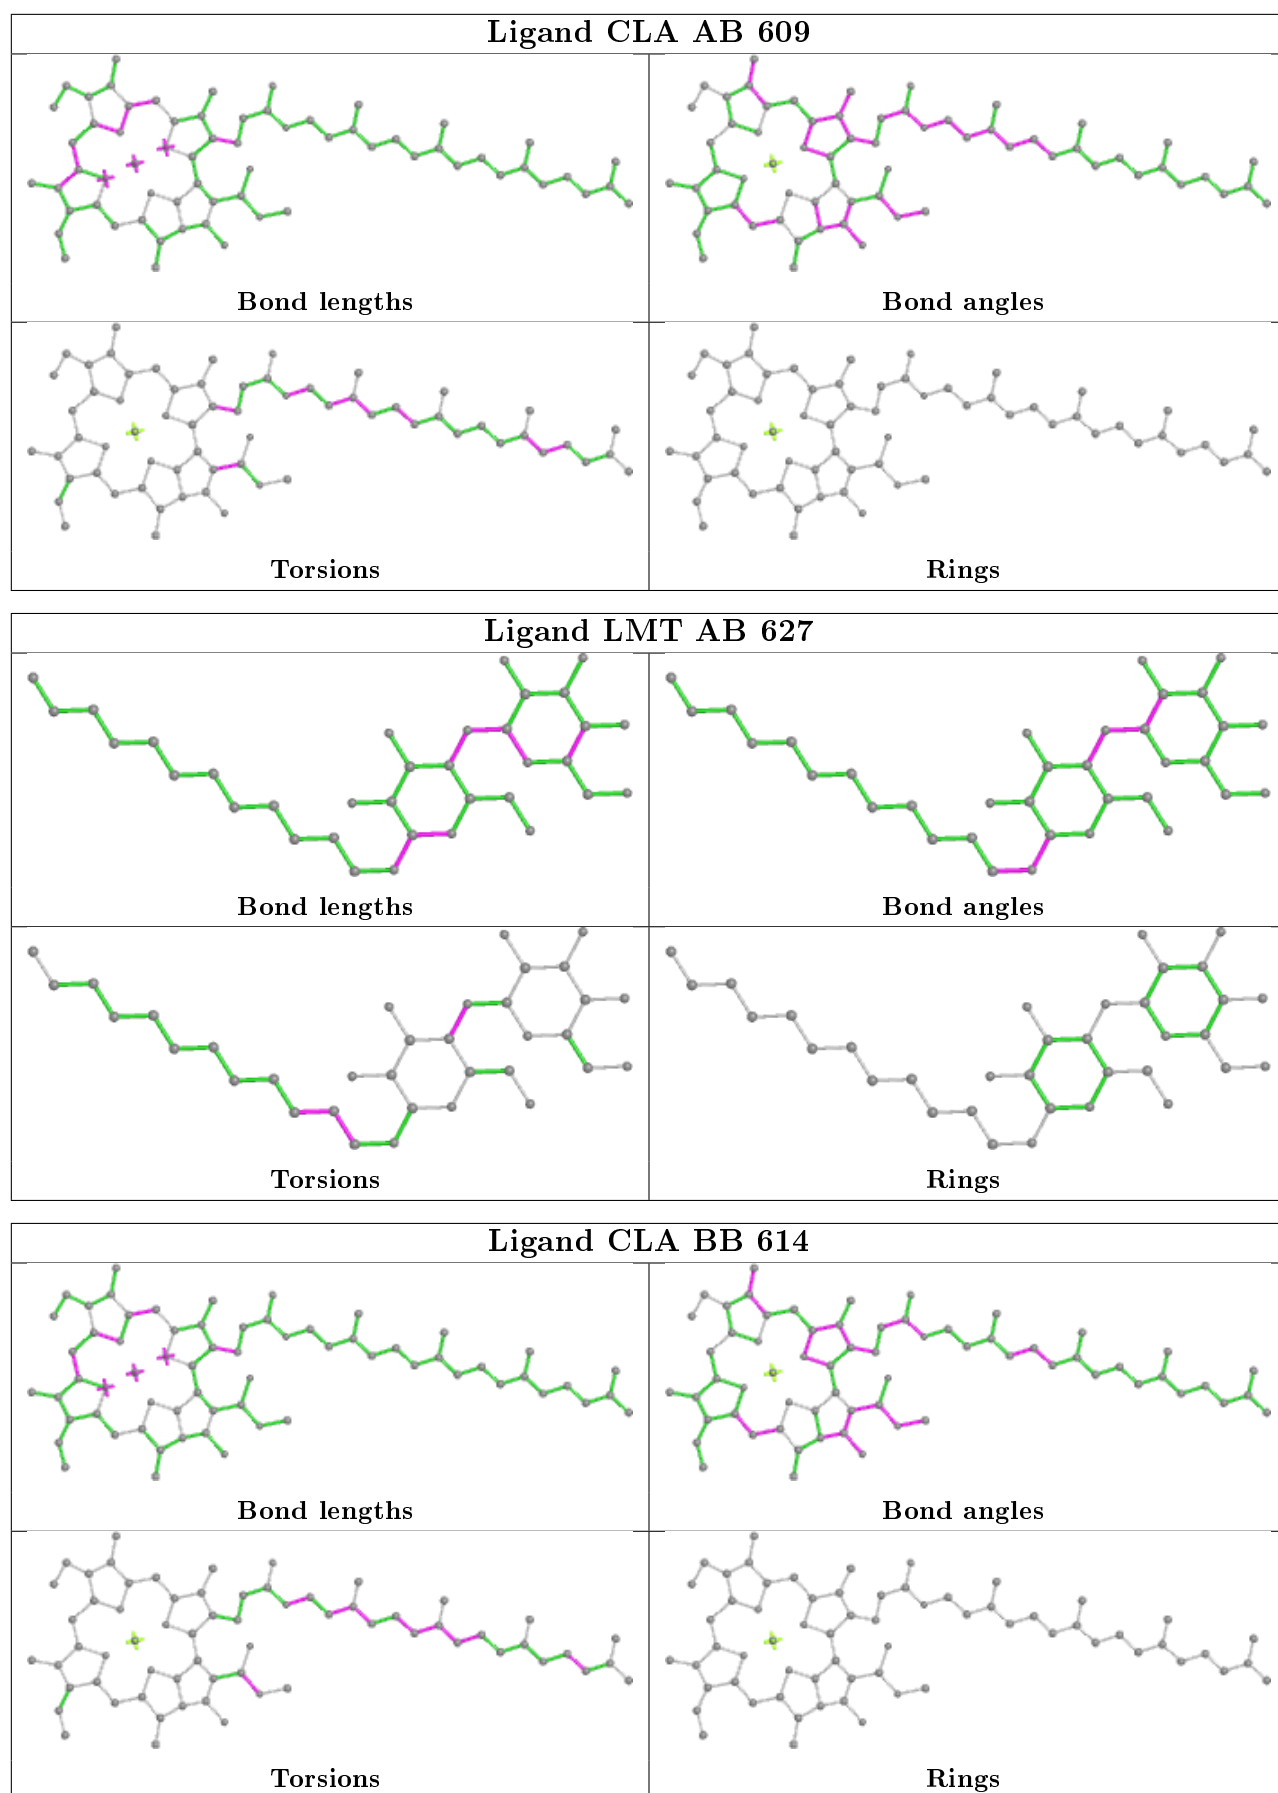 Ligand CLA AB 609
Bond lengths
Bond angles
Torsions
Rings
Ligand LMT AB 627
Bond lengths
Bond angles
Torsions
Rings
Ligand CLA BB 614
Bond lengths
Bond angles
Torsions
Rings